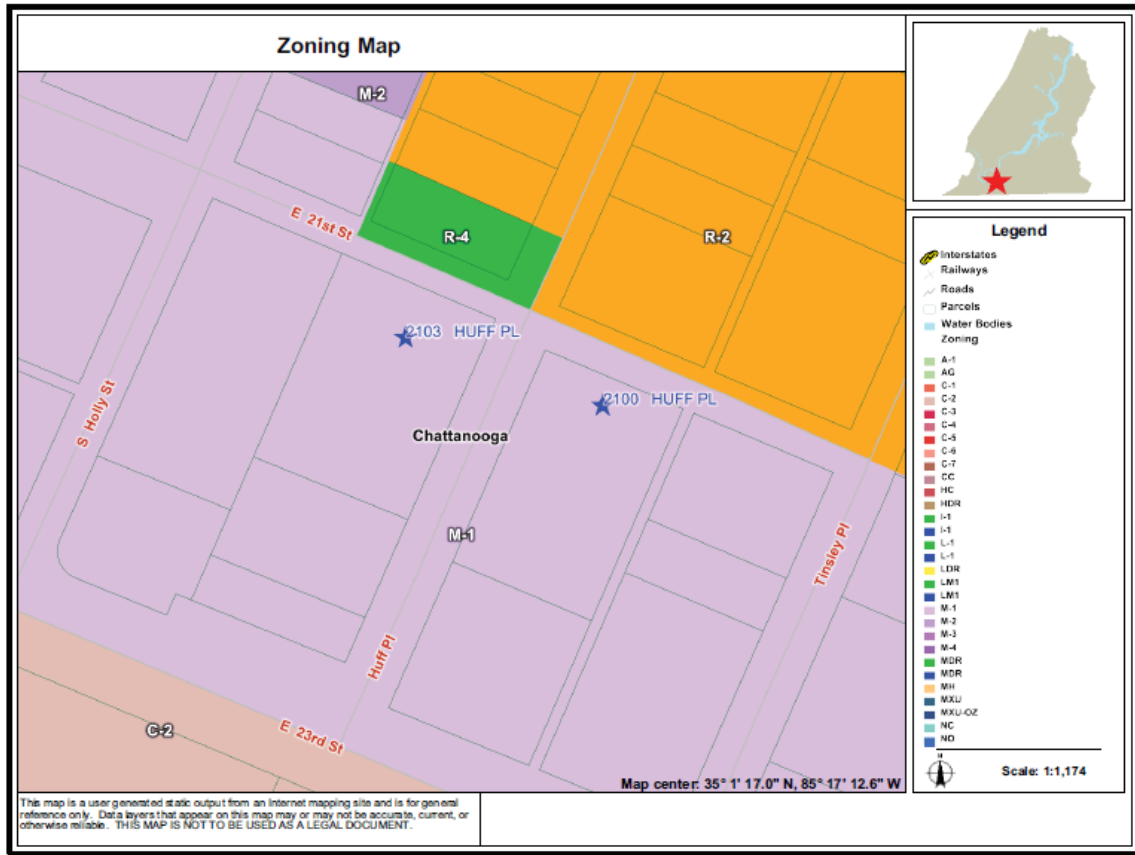 Zoning Map
M-2
E 21st St
R-4
R-2
2103 HUFF PL
2100 HUFF PL
S Holly St
Chattanooga
M-1
Tinsley Pl
Huff Pl
C-2
E 23rd St
Map center: 35° 1' 17.0" N, 85° 17' 12.6" W
This map is a user generated static output from an Internet mapping site and is for general
reference only. Data layers that appear on this map may or may not be accurate, current, or
otherwise reliable. THIS MAP IS NOT TO BE USED AS A LEGAL DOCUMENT.
Legend
Interstates
Railways
Roads
Parcels
Water Bodies
Zoning
A-1
AG
C-1
C-2
C-3
C-4
C-5
C-6
C-7
CC
HC
HDR
I-1
I-1
L-1
L-1
LDR
LM1
LM1
M-1
M-2
M-3
M-4
MDR
MDR
MH
MXU
MXU-OZ
NC
NO
N
Scale: 1:1,174